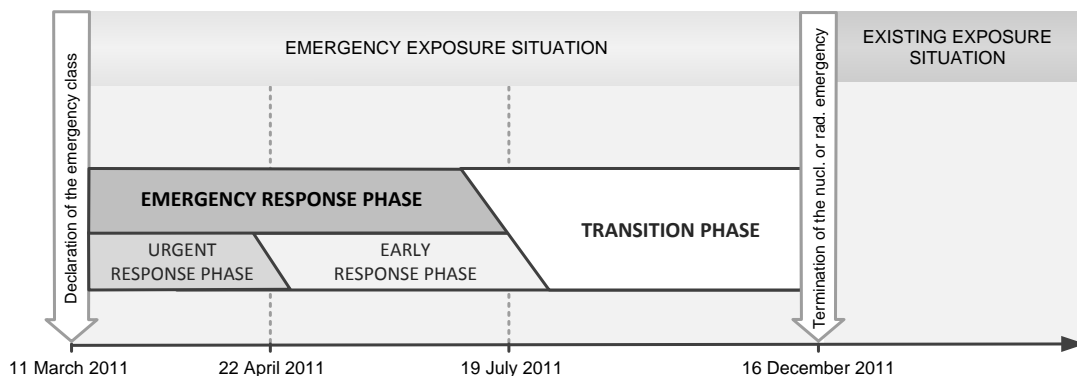 EMERGENCY EXPOSURE SITUATION
EXISTING EXPOSURE
SITUATION
Declaration of the emergency class
Termination of the nucl. or rad. emergency
EMERGENCY RESPONSE PHASE
TRANSITION PHASE
URGENT
RESPONSE PHASE
EARLY
RESPONSE PHASE
11 March 2011
22 April 2011
19 July 2011
16 December 2011